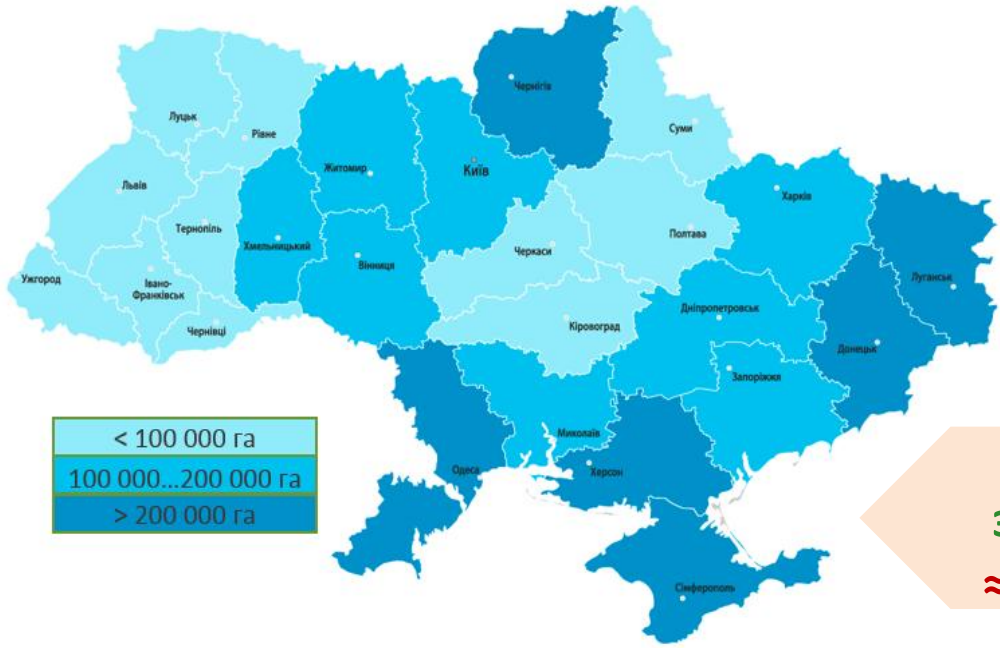 Чернігів
Луцьк
Рівне
Суми
Житомир
Київ
Львів
Харків
Тернопіль
Хмельницький
Черкаси
Полтава
Вінниця
Ужгород
Івано-
Франківськ
Луганськ
Чернівці
Кіровоград
Дніпропетровськ
Донецьк
Запоріжжя
Миколаїв
Одеса
Херсон
Сімферополь
< 100 000 га
100 000...200 000 га
> 200 000 га
≈